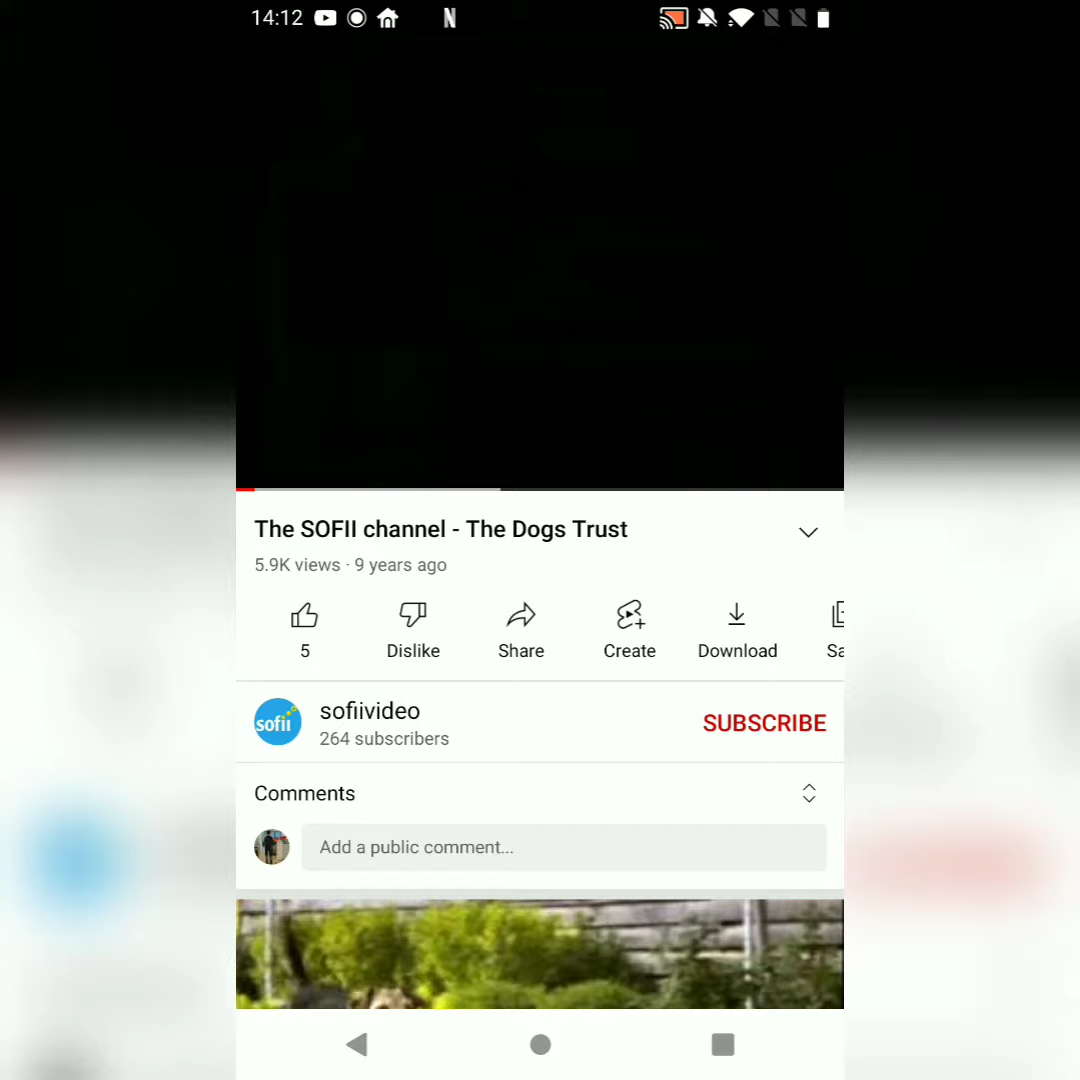 14:12 N
The SOFII channel - The Dogs Trust
5.9K views · 9 years ago
5 Dislike Share Create Download Sa
sofii
sofiivideo
264 subscribers
SUBSCRIBE
Comments
Add a public comment...